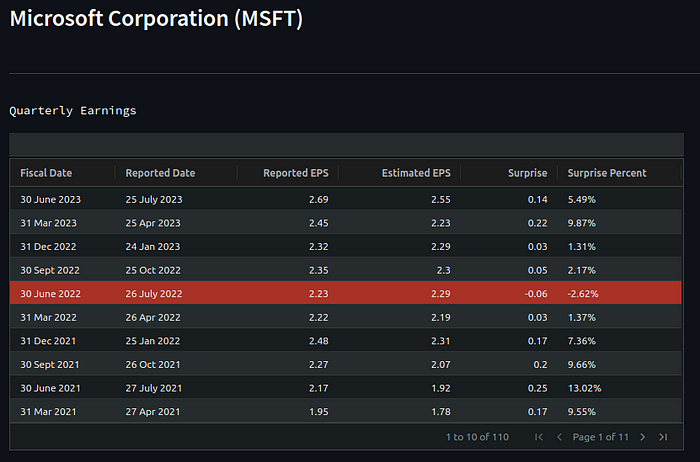 Microsoft Corporation (MSFT)
Quarterly Earnings
Fiscal Date Reported Date Reported EPS Estimated EPS Surprise Surprise Percent
30 June 2023 25 July 2023 2.69 2.55 0.14 5.49%
31 Mar 2023 25 Apr 2023 2.45 2.23 0.22 9.87%
31 Dec 2022 24 Jan 2023 2.32 2.29 0.03 1.31%
30 Sept 2022 25 Oct 2022 2.35 2.3 0.05 2.17%
30 June 2022 26 July 2022 2.23 2.29 -0.06 -2.62%
31 Mar 2022 26 Apr 2022 2.22 2.19 0.03 1.37%
31 Dec 2021 25 Jan 2022 2.48 2.31 0.17 7.36%
30 Sept 2021 26 Oct 2021 2.27 2.07 0.2 9.66%
30 June 2021 27 July 2021 2.17 1.92 0.25 13.02%
31 Mar 2021 27 Apr 2021 1.95 1.78 0.17 9.55%
1 to 10 of 110 Page 1 of 11